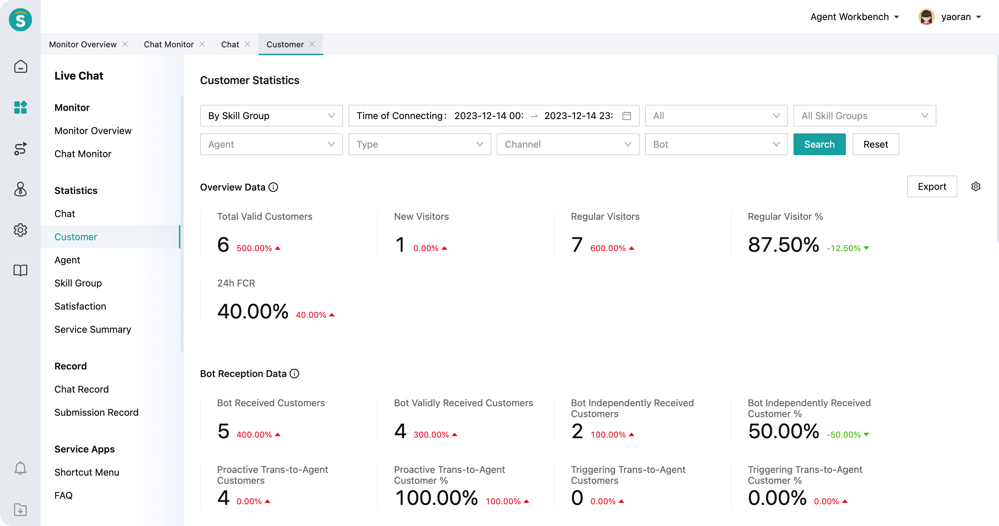 S
Agent Workbench
yaoran
Monitor Overview
Chat Monitor
Chat
Customer
Live Chat
Monitor
Monitor Overview
Chat Monitor
Statistics
Chat
Customer
Agent
Skill Group
Satisfaction
Service Summary
Record
Chat Record
Submission Record
Service Apps
Shortcut Menu
FAQ
Customer Statistics
By Skill Group
Time of Connecting: 2023-12-14 00: → 2023-12-14 23:
All
All Skill Groups
Agent
Type
Channel
Bot
Search
Reset
Overview Data
Export
Total Valid Customers
6 500.00%
New Visitors
1 0.00%
Regular Visitors
7 600.00%
Regular Visitor %
87.50% -12.50%
24h FCR
40.00% 40.00%
Bot Reception Data
Bot Received Customers
5 400.00%
Bot Validly Received Customers
4 300.00%
Bot Independently Received
Customers
2 100.00%
Bot Independently Received
Customer %
50.00% -50.00%
Proactive Trans-to-Agent
Customers
4 0.00%
Proactive Trans-to-Agent
Customer %
100.00% 100.00%
Triggering Trans-to-Agent
Customers
0 0.00%
Triggering Trans-to-Agent
Customer %
0.00% 0.00%